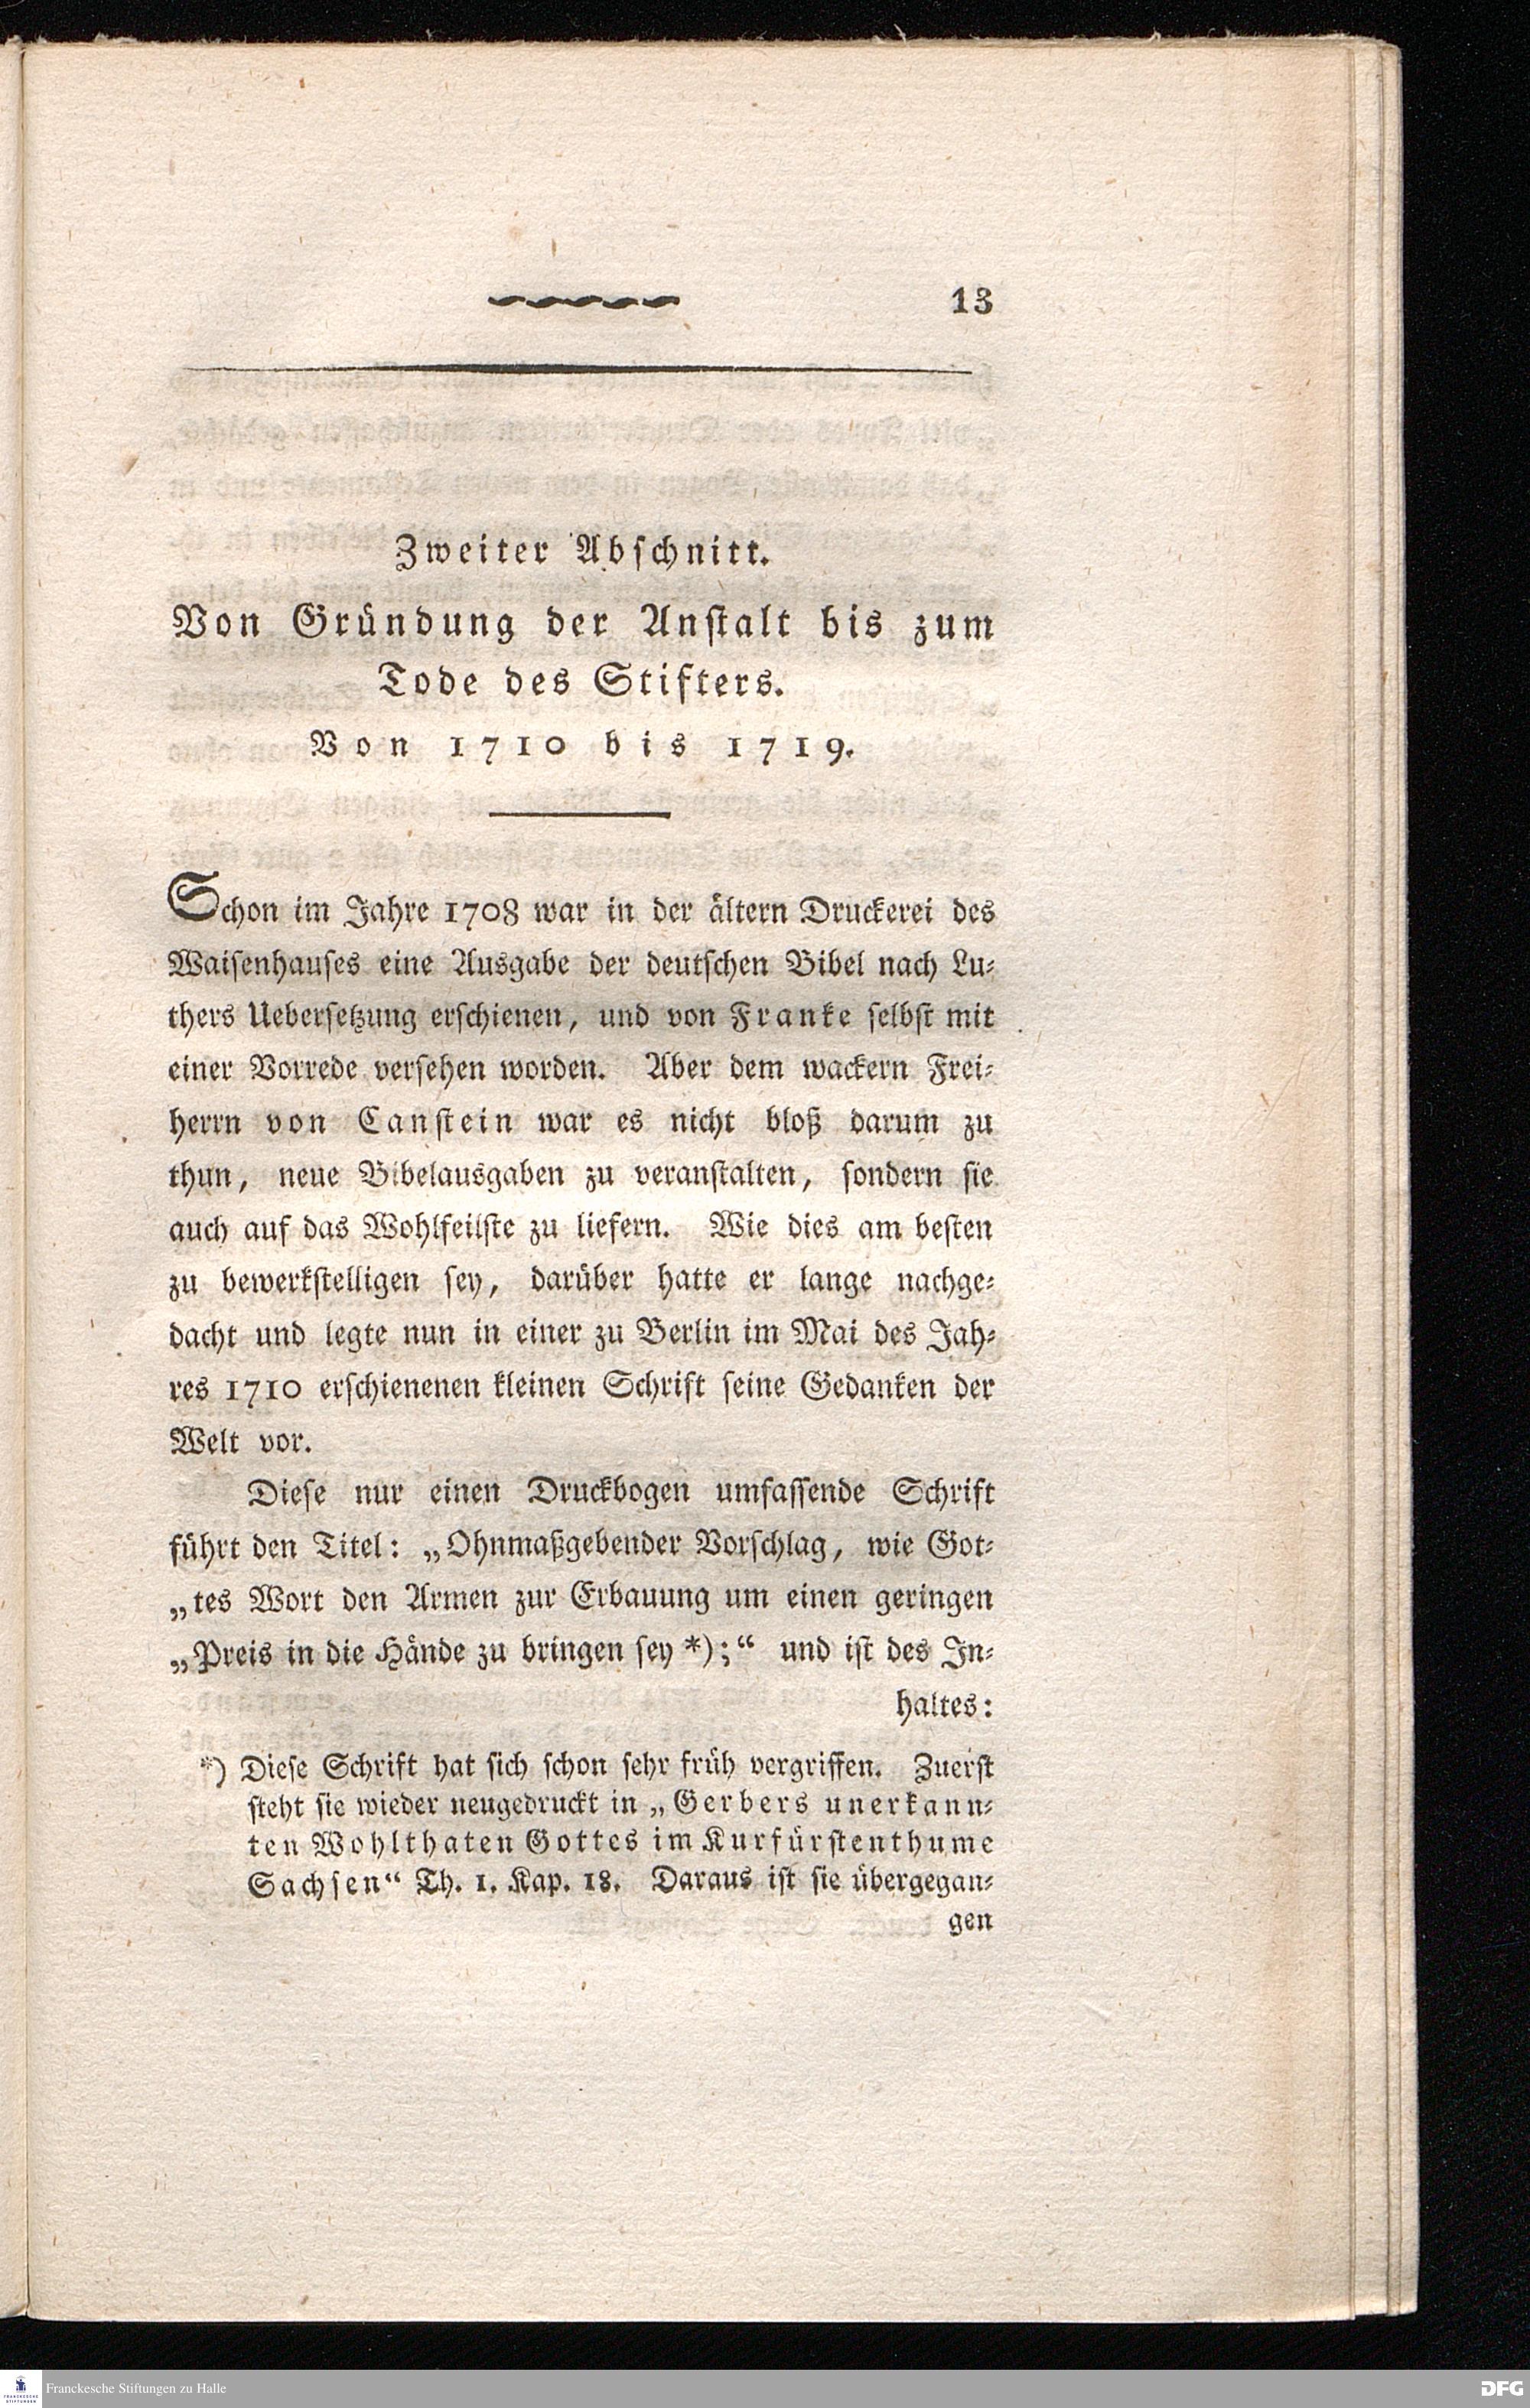 13
Zweiter Abschnitt.
Von Gründung der Anstalt bis zum
Tode des Stifters.
Von 1710 bis 1719.
Schon im Jahre 1708 war in der ältern Druckerei des
Waisenhauses eine Ausgabe der deutschen Bibel nach Lu-
thers Uebersetzung erschienen, und von Franke selbst mit
einer Vorrede versehen worden. Aber dem wackern Frei-
herrn von Canstein war es nicht bloß darum zu
thun, neue Bibelausgaben zu veranstalten, sondern sie
auch auf das Wohlfeilste zu liefern. Wie dies am besten
zu bewerkstelligen sey, darüber hatte er lange nachge-
dacht und legte nun in einer zu Berlin im Mai des Jah-
res 1710 erschienenen kleinen Schrift seine Gedanken der
Welt vor.
Diese nur einen Druckbogen umfassende Schrift
führt den Titel: „Ohnmaßgebender Vorschlag, wie Got-
„tes Wort den Armen zur Erbauung um einen geringen
„Preis in die Hände zu bringen sey *);“ und ist des In-
haltes:
*) Diese Schrift hat sich schon sehr früh vergriffen. Zuerst
steht sie wieder neugedruckt in „Gerbers unerkann-
ten Wohlthaten Gottes im Kurfürstenthume
Sachsen“ Th. 1. Kap. 18. Daraus ist sie übergegan-
gen
FRANCKESCHE STIFTUNGEN
Franckesche Stiftungen zu Halle
DFG